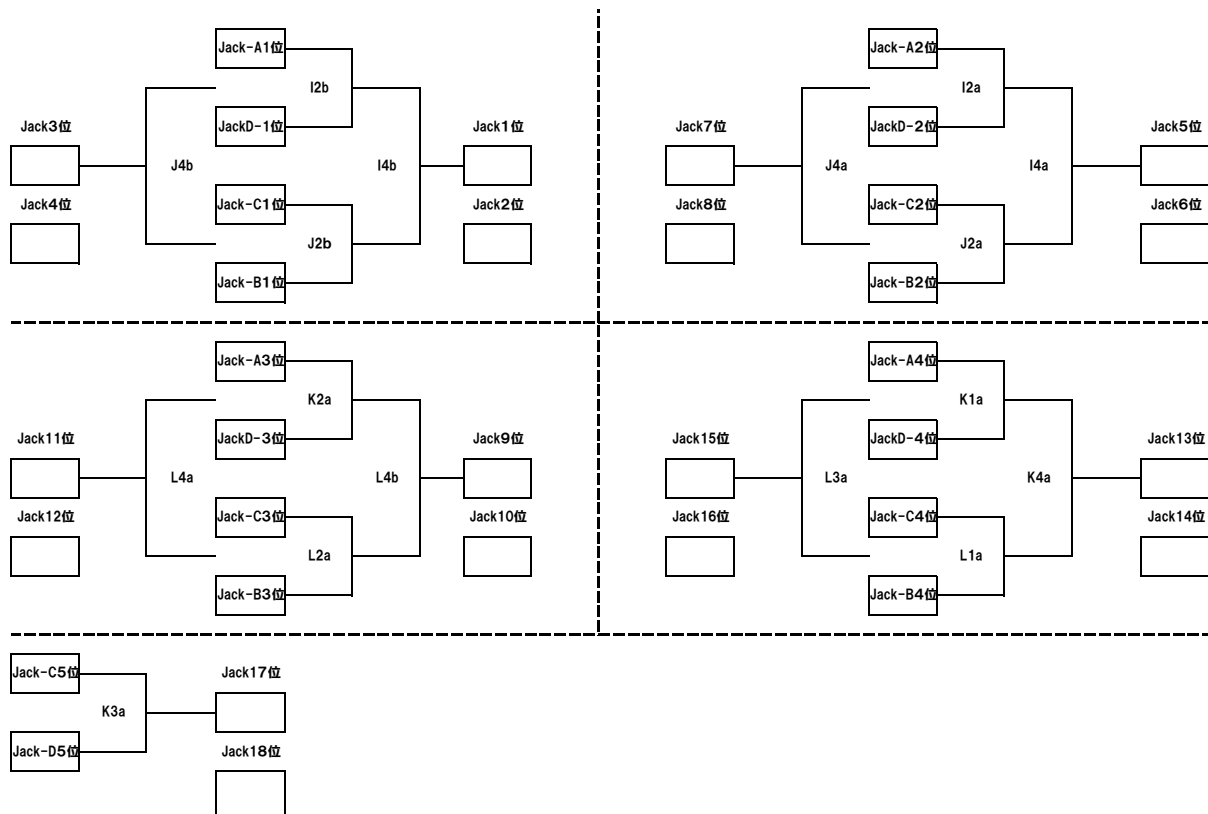 Jack-A1位
I2b
Jack3位
JackD-1位
Jack1位
J4b
I4b
Jack4位
Jack-C1位
Jack2位
J2b
Jack-B1位
Jack-A2位
I2a
Jack7位
JackD-2位
Jack5位
J4a
I4a
Jack8位
Jack-C2位
Jack6位
J2a
Jack-B2位
Jack-A3位
K2a
Jack11位
JackD-3位
Jack9位
L4a
L4b
Jack12位
Jack-C3位
Jack10位
L2a
Jack-B3位
Jack-A4位
K1a
Jack15位
JackD-4位
Jack13位
L3a
K4a
Jack16位
Jack-C4位
Jack14位
L1a
Jack-B4位
Jack-C5位
Jack17位
K3a
Jack-D5位
Jack18位